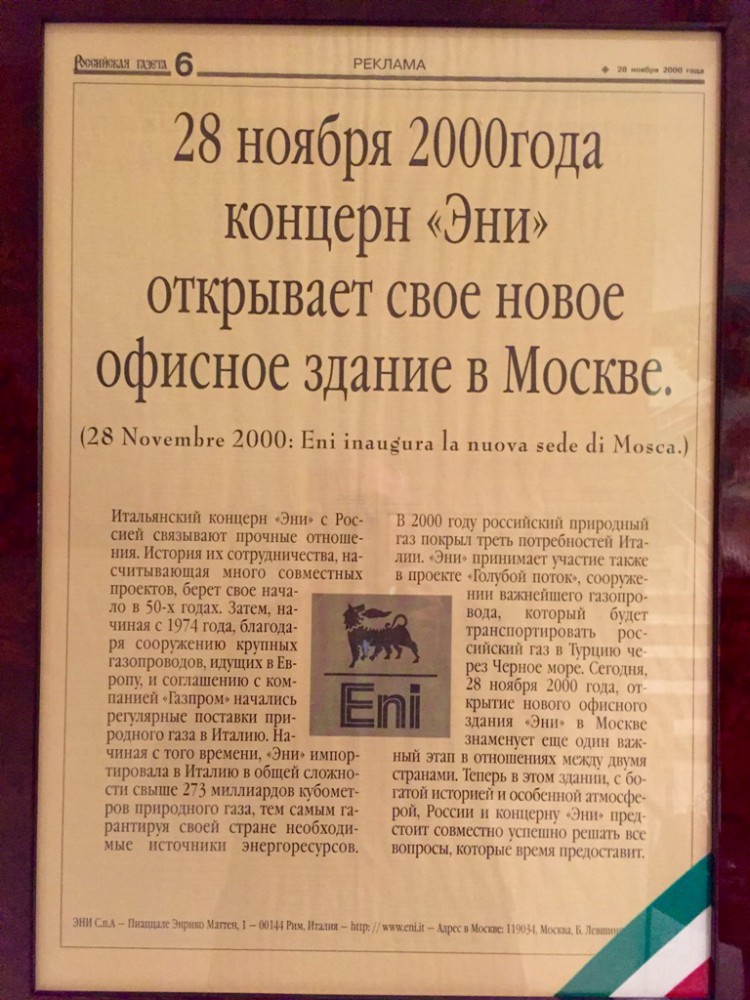 Российская газета 6
РЕКЛАМА
28 ноября 2000 года
28 ноября 2000года
концерн «Эни»
открывает свое новое
офисное здание в Москве.
(28 Novembre 2000: Eni inaugura la nuova sede di Mosca.)
Итальянский концерн «Эни» с Рос-
сией связывают прочные отноше-
ния. История их сотрудничества, на-
считывающая много совместных
проектов, берет свое нача-
ло в 50-х годах. Затем, на-
чиная с 1974 года, благода-
ря сооружению крупных
газопроводов, идущих в Ев-
ропу, и соглашению с ком-
панией «Газпром» начались
регулярные поставки при-
родного газа в Италию. На-
чиная с того времени, «Эни» импор-
тировала в Италию в общей сложно-
сти свыше 273 миллиардов кубомет-
ров природного газа, тем самым га-
рантируя своей стране необходи-
мые источники энергоресурсов.
Eni
В 2000 году российский природный
газ покрыл треть потребностей Ита-
лии. «Эни» принимает участие также
в проекте «Голубой поток», сооруже-
нии важнейшего газопро-
вода, который будет
транспортировать рос-
сийский газ в Турцию че-
рез Черное море. Сегодня,
28 ноября 2000 года, от-
крытие нового офисного
здания «Эни» в Москве
знаменует еще один важ-
ный этап в отношениях между двумя
странами. Теперь в этом здании, с бо-
гатой историей и особенной атмосфе-
рой, России и концерну «Эни» пред-
стоит совместно успешно решать все
вопросы, которые время предоставит.
ЭНИ С.п.А – Пиаццале Энрико Маттеи, 1 – 00144 Рим, Италия – http: // www.eni.it – Адрес в Москве: 119034, Москва, Б. Левшин